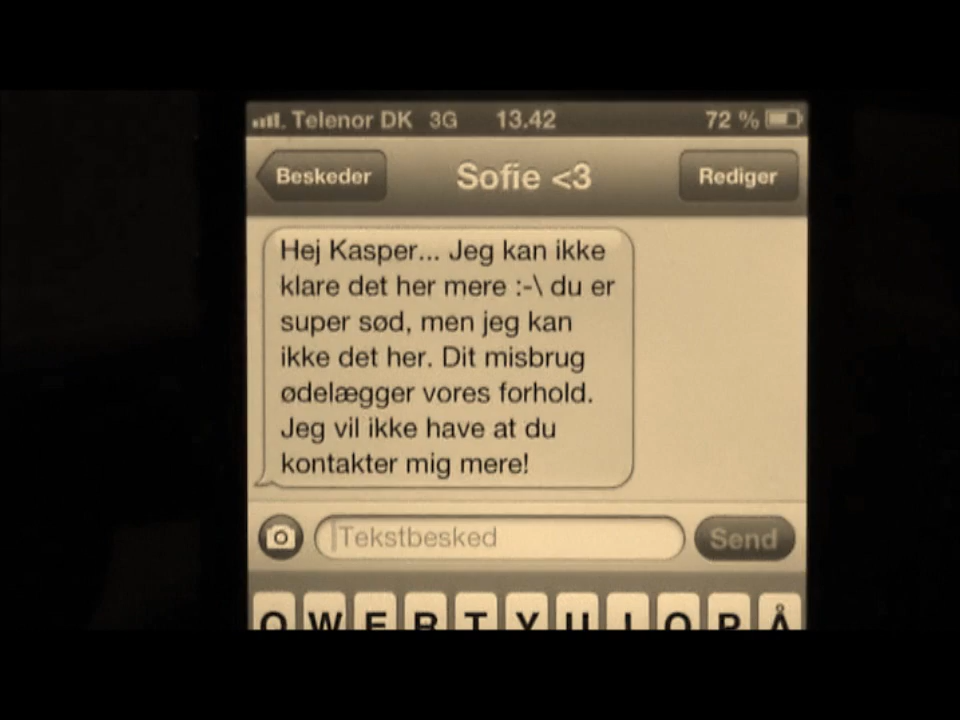 Telenor DK 3G 13.42 72 %
Beskeder Sofie <3 Rediger
Hej Kasper... Jeg kan ikke
klare det her mere :-\ du er
super sød, men jeg kan
ikke det her. Dit misbrug
ødelægger vores forhold.
Jeg vil ikke have at du
kontakter mig mere!
Tekstbesked Send
Q W E R T Y U I O P Å